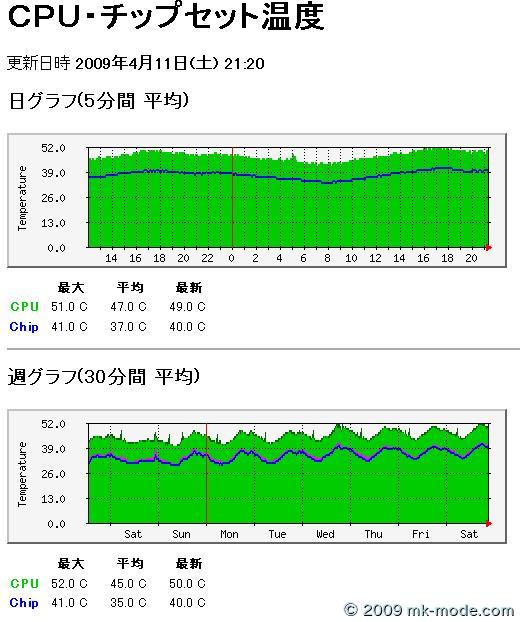 CPU・チップセット温度
更新日時 2009年4月11日(土) 21:20
日グラフ(5分間 平均)
52.0
39.0
26.0
13.0
0.0
Temperature
14 16 18 20 22 0 2 4 6 8 10 12 14 16 18 20
最大 平均 最新
CPU 51.0 C 47.0 C 49.0 C
Chip 41.0 C 37.0 C 40.0 C
週グラフ(30分間 平均)
52.0
39.0
26.0
13.0
0.0
Temperature
Sat Sun Mon Tue Wed Thu Fri Sat
最大 平均 最新
CPU 52.0 C 45.0 C 50.0 C
Chip 41.0 C 35.0 C 40.0 C
© 2009 mk-mode.com